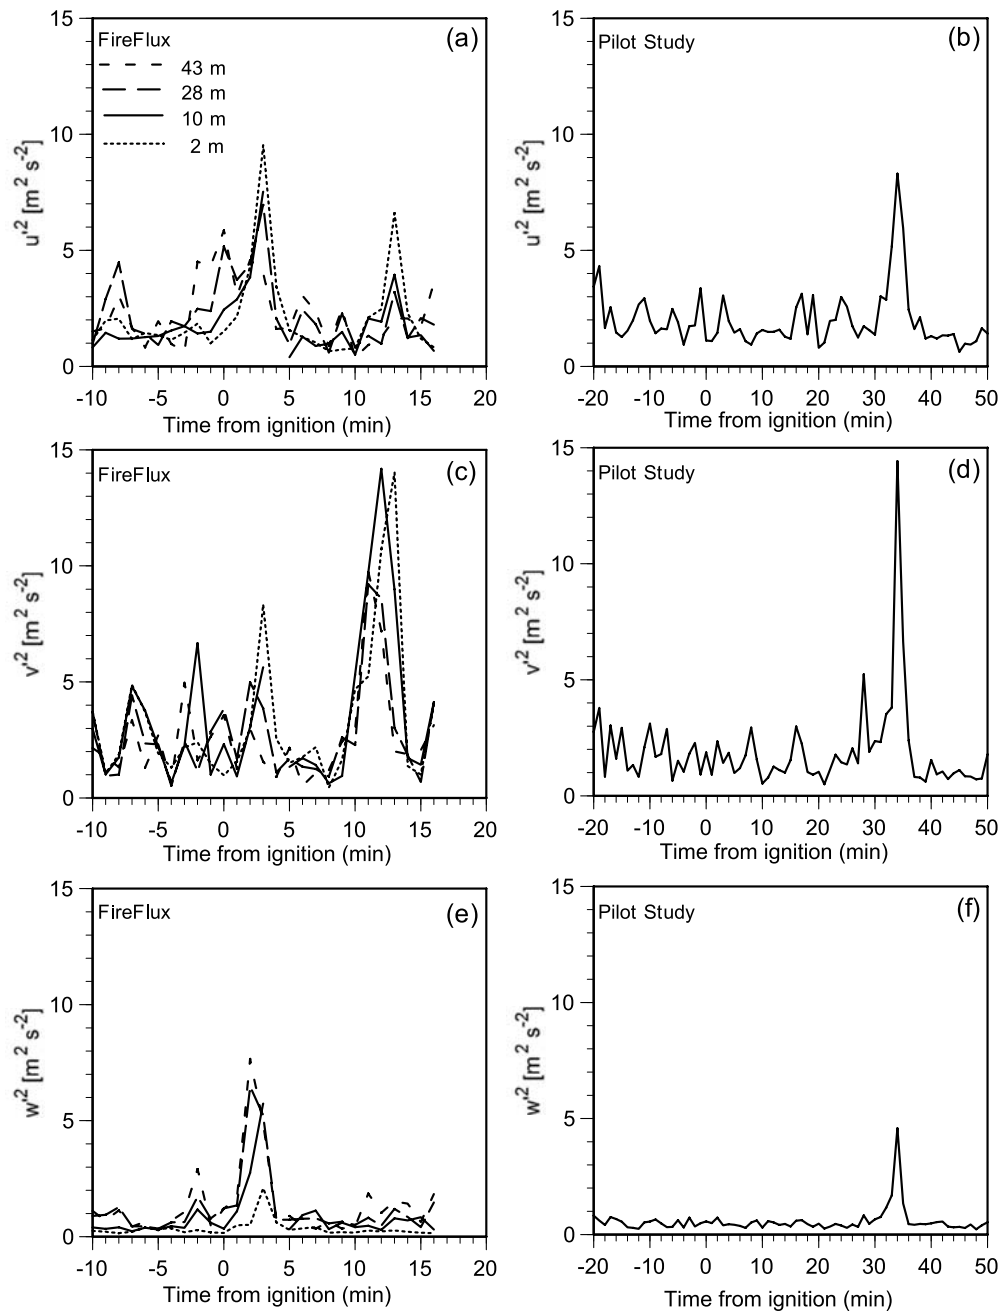 FireFlux
(a)
43 m
28 m
10 m
2 m
15
10
5
0
u'² [m² s⁻²]
-10 -5 0 5 10 15 20
Time from ignition (min)
Pilot Study
(b)
15
10
5
0
u'² [m² s⁻²]
-20 -10 0 10 20 30 40 50
Time from ignition (min)
FireFlux
(c)
15
10
5
0
v'² [m² s⁻²]
-10 -5 0 5 10 15 20
Time from ignition (min)
Pilot Study
(d)
15
10
5
0
v'² [m² s⁻²]
-20 -10 0 10 20 30 40 50
Time from ignition (min)
FireFlux
(e)
15
10
5
0
w'² [m² s⁻²]
-10 -5 0 5 10 15 20
Time from ignition (min)
Pilot Study
(f)
15
10
5
0
w'² [m² s⁻²]
-20 -10 0 10 20 30 40 50
Time from ignition (min)